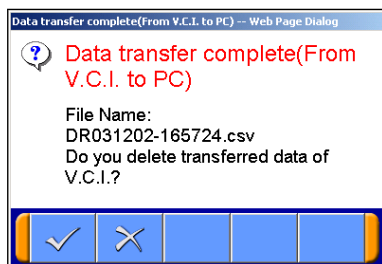 Data transfer complete(From V.C.I. to PC) -- Web Page Dialog
Data transfer complete(From
V.C.I. to PC)
File Name:
DR031202-165724.csv
Do you delete transferred data of
V.C.I.?